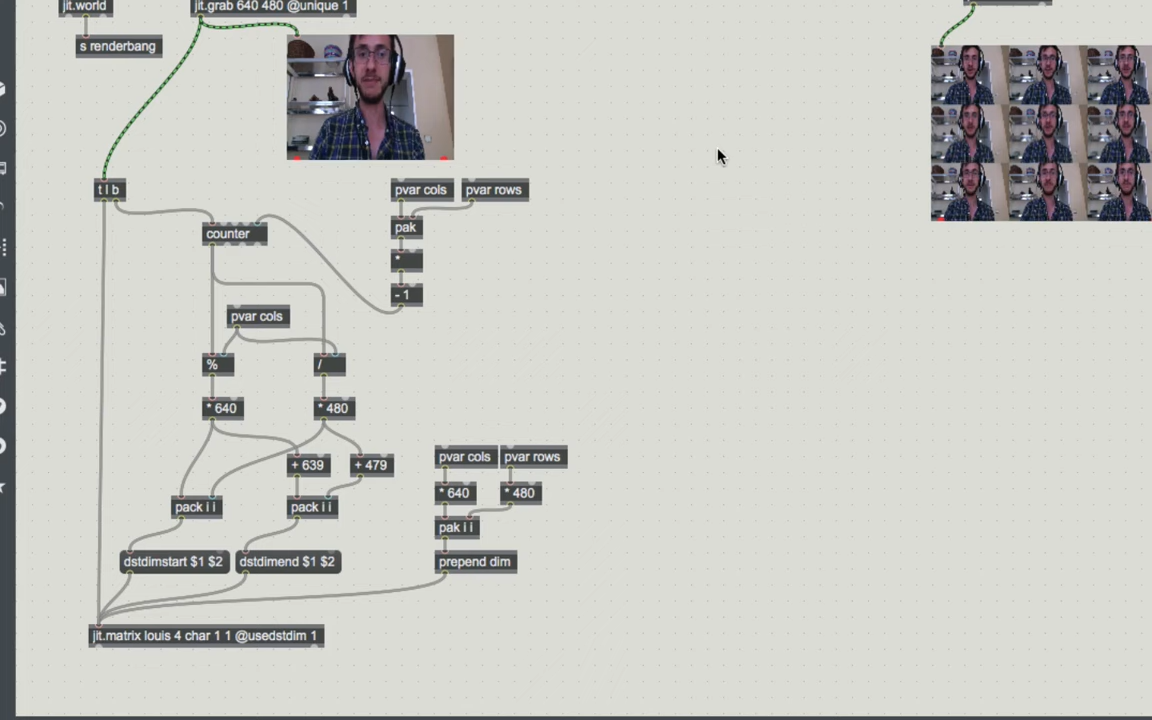 jit.world
jit.grab 640 480 @unique 1
s renderbang
t l b
pvar cols
pvar rows
counter
pak
*
- 1
pvar cols
%
/
* 640
* 480
+ 639
+ 479
pvar cols
pvar rows
* 640
* 480
pack i i
pack i i
pak i i
dstdimstart $1 $2
dstdimend $1 $2
prepend dim
jit.matrix louis 4 char 1 1 @usedstdim 1